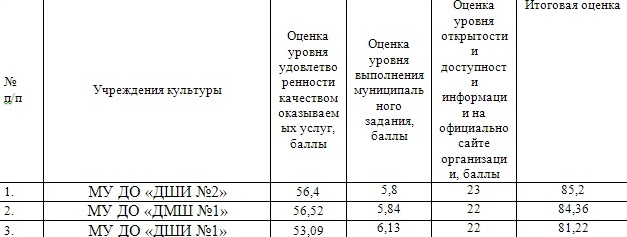 №
п/п
Учреждения культуры
Оценка
уровня
удовлетво
ренности
качеством
оказываем
ых услуг,
баллы
Оценка
уровня
выполнения
муниципаль
ного
задания,
баллы
Оценка
уровня
открытости
и
доступност
и
информаци
и на
официально
сайте
организаци
и, баллы
Итоговая оценка
1. МУ ДО «ДШИ №2» 56,4 5,8 23 85,2
2. МУ ДО «ДМШ №1» 56,52 5,84 22 84,36
3. МУ ДО «ДШИ №1» 53,09 6,13 22 81,22